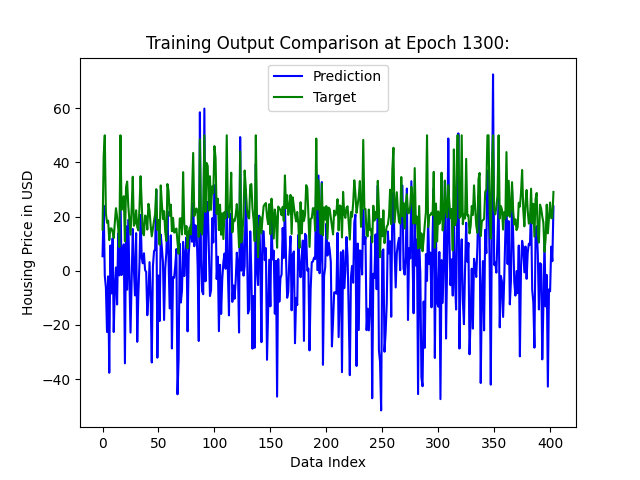 Training Output Comparison at Epoch 1300:
Prediction
Target
Housing Price in USD
60
40
20
0
−20
−40
0 50 100 150 200 250 300 350 400
Data Index